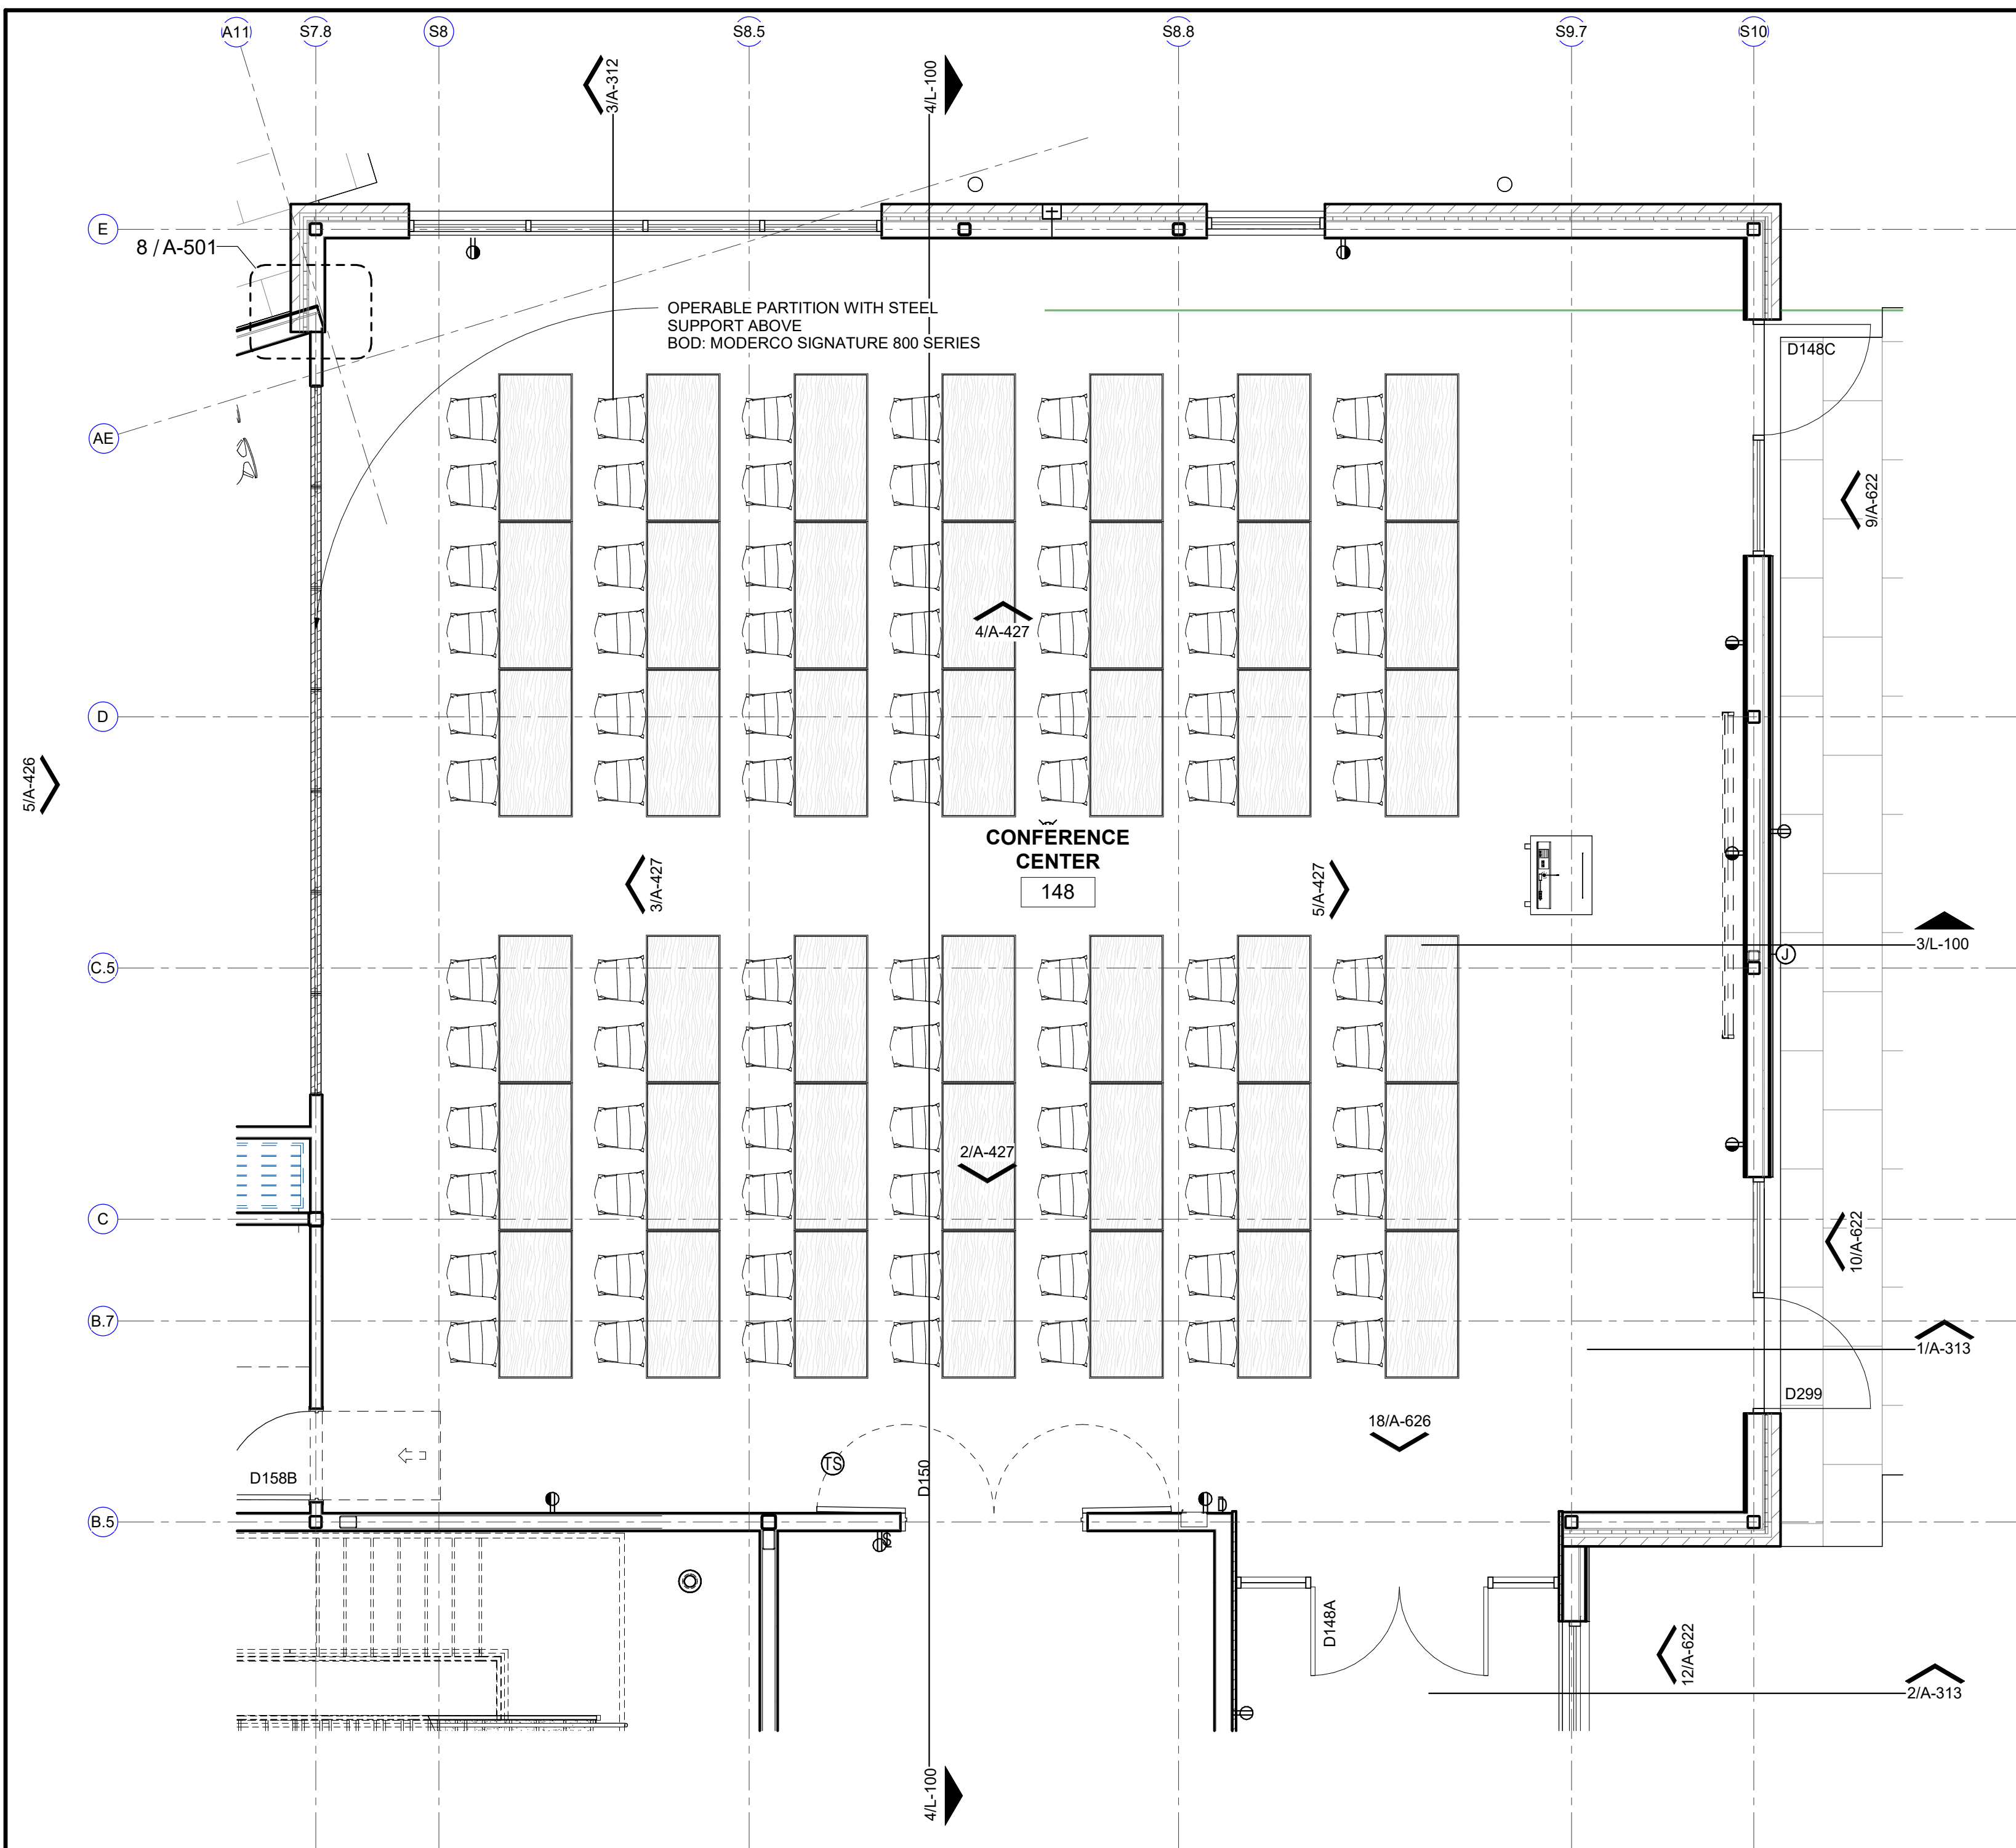 A11
S7.8
S8
S8.5
S8.8
S9.7
S10
3/A-312
4/L-100
E
8 / A-501
OPERABLE PARTITION WITH STEEL
SUPPORT ABOVE
BOD: MODERCO SIGNATURE 800 SERIES
D148C
AE
9/A-622
4/A-427
D
5/A-426
CONFERENCE
CENTER
148
3/A-427
5/A-427
3/L-100
J
C.5
2/A-427
C
10/A-622
B.7
1/A-313
D299
18/A-626
TS
D150
D158B
D
B.5
D148A
12/A-622
2/A-313
4/L-100